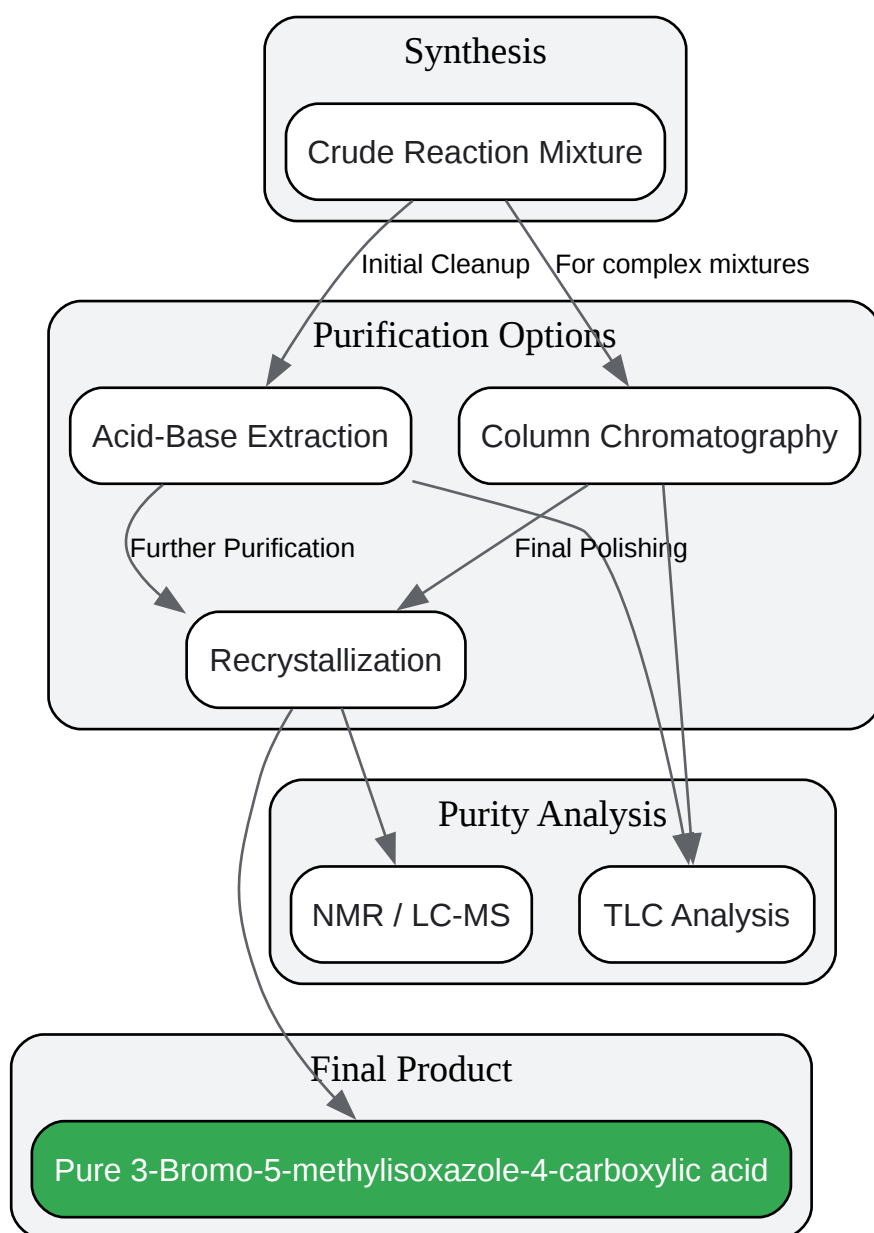 Synthesis
Crude Reaction Mixture
Initial Cleanup
For complex mixtures
Purification Options
Acid-Base Extraction
Column Chromatography
Further Purification
Final Polishing
Recrystallization
Purity Analysis
NMR / LC-MS
TLC Analysis
Final Product
Pure 3-Bromo-5-methylisoxazole-4-carboxylic acid